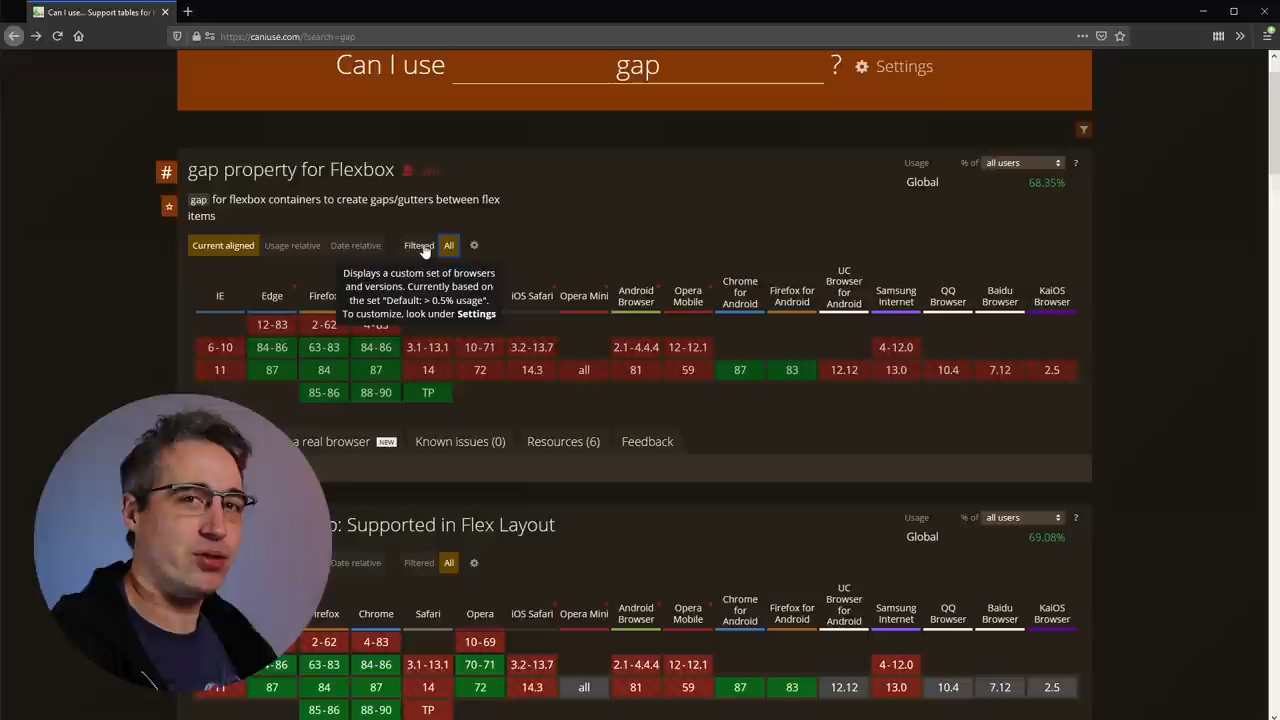 Can I use... Support tables for
https://caniuse.com/?search=gap
Can I use gap ? Settings
# gap property for Flexbox
Usage % of all users ?
Global 68.35%
gap for flexbox containers to create gaps/gutters between flex
items
Current aligned Usage relative Date relative Filtered All
Displays a custom set of browsers
and versions. Currently based on
the set "Default: > 0.5% usage".
To customize, look under Settings
IE Edge Firefox iOS Safari Opera Mini Android Browser Opera Mobile Chrome for Android Firefox for Android UC Browser for Android Samsung Internet QQ Browser Baidu Browser KaiOS Browser
12-83 2-62 4-83
6-10 84-86 63-83 84-86 3.1-13.1 10-71 3.2-13.7 2.1-4.4.4 12-12.1 4-12.0
11 87 84 87 14 72 14.3 all 81 59 87 83 12.12 13.0 10.4 7.12 2.5
85-86 88-90 TP
a real browser NEW Known issues (0) Resources (6) Feedback
: Supported in Flex Layout
Usage % of all users ?
Global 69.08%
Date relative Filtered All
Firefox Chrome Safari Opera iOS Safari Opera Mini Android Browser Opera Mobile Chrome for Android Firefox for Android UC Browser for Android Samsung Internet QQ Browser Baidu Browser KaiOS Browser
2-62 4-83 10-69
-86 63-83 84-86 3.1-13.1 70-71 3.2-13.7 2.1-4.4.4 12-12.1 4-12.0
11 87 84 87 14 72 14.3 all 81 59 87 83 12.12 13.0 10.4 7.12 2.5
85-86 88-90 TP